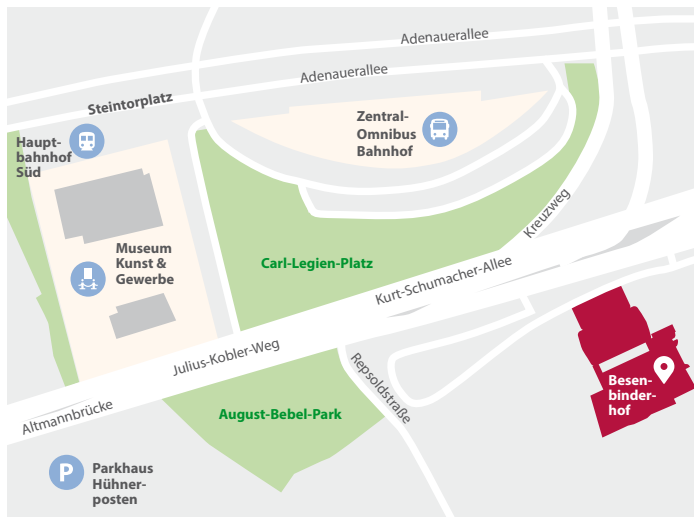 Adenauerallee
Adenauerallee
Steintorplatz
Zentral-
Omnibus
Bahnhof
Haupt-
bahnhof
Süd
Kreuzweg
Museum
Kunst &
Gewerbe
Carl-Legien-Platz
Kurt-Schumacher-Allee
Julius-Kobler-Weg
Repsoldstraße
Besen-
binder-
hof
Altmannbrücke
August-Bebel-Park
P
Parkhaus
Hühner-
posten